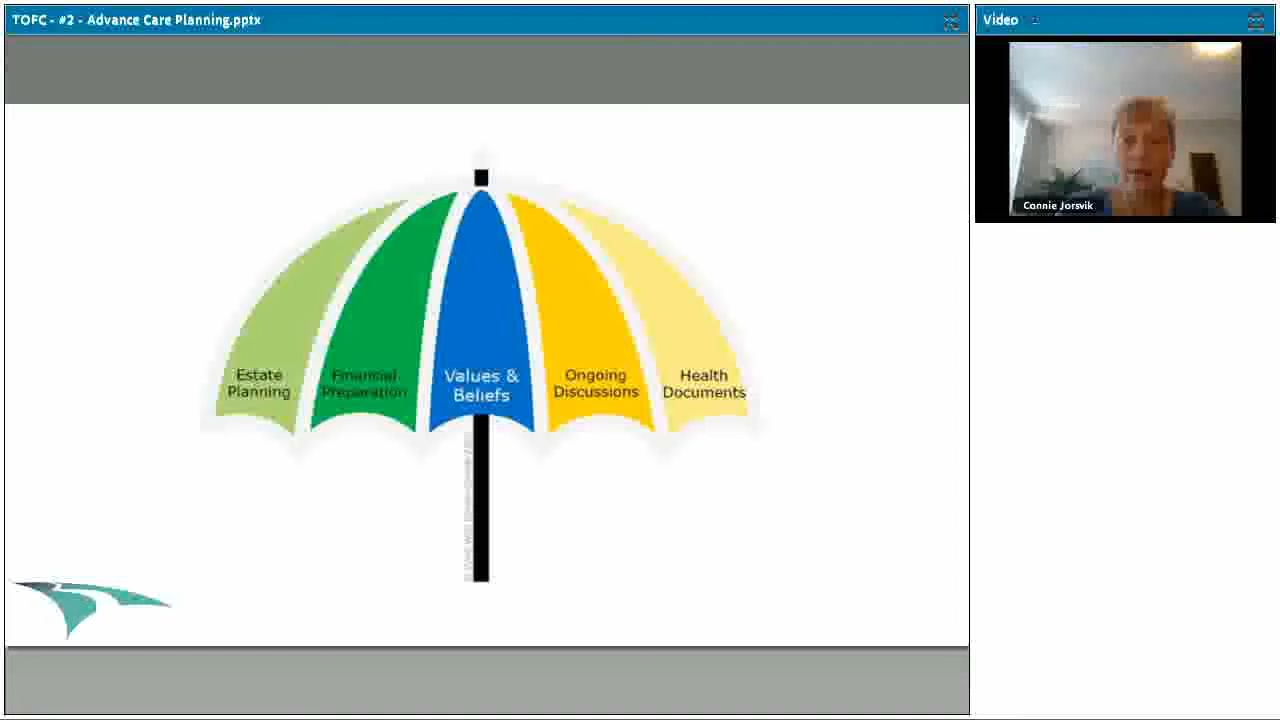 TOFC - #2 - Advance Care Planning.pptx
Video
Connie Jorsvik
Estate
Planning
Financial
Preparation
Values &
Beliefs
Ongoing
Discussions
Health
Documents